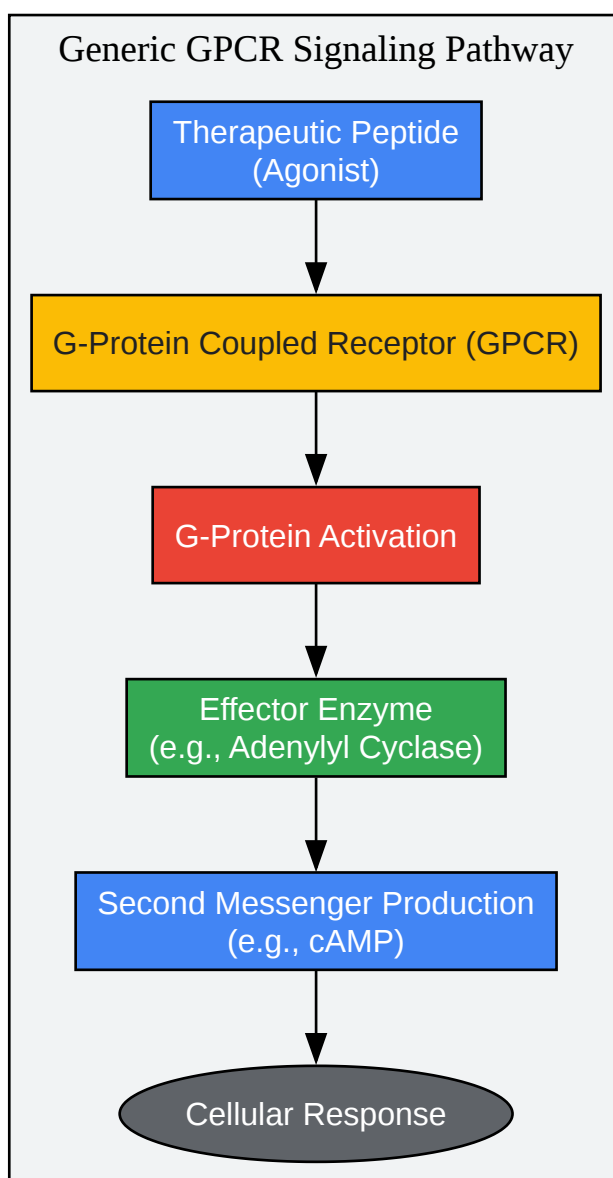 Generic GPCR Signaling Pathway
Therapeutic Peptide
(Agonist)
G-Protein Coupled Receptor (GPCR)
G-Protein Activation
Effector Enzyme
(e.g., Adenylyl Cyclase)
Second Messenger Production
(e.g., cAMP)
Cellular Response